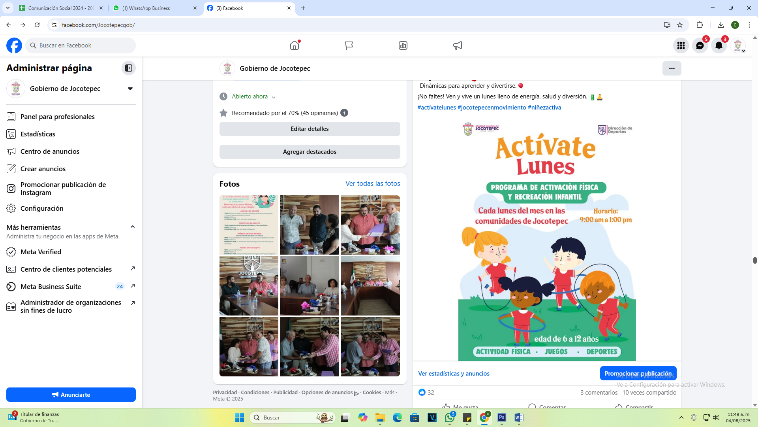 Comunicación Social 2024 - 20
(1) WhatsApp Business
(3) Facebook
facebook.com/Jocotepecgob/
Buscar en Facebook
Administrar página
Gobierno de Jocotepec
Panel para profesionales
Estadísticas
Centro de anuncios
Crear anuncios
Promocionar publicación de
Instagram
Configuración
Más herramientas
Administra tu negocio en las apps de Meta
Meta Verified
Centro de clientes potenciales
Meta Business Suite
Administrador de organizaciones
sin fines de lucro
Anunciarte
Gobierno de Jocotepec
Abierto ahora
Recomendado por el 70% (45 opiniones)
Editar detalles
Agregar destacados
Fotos
Ver todas las fotos
Privacidad · Condiciones · Publicidad · Opciones de anuncios · Cookies · Más ·
Meta © 2025
Dinámicas para aprender y divertirse.
¡No faltes! Ven y vive un lunes lleno de energía, salud y diversión.
#activatelunes #jocotepecenmovimiento #niñezactiva
JOCOTEPEC
Dirección de
Deportes
Actívate
Lunes
PROGRAMA DE ACTIVACIÓN FÍSICA
Y RECREACIÓN INFANTIL
Cada lunes del mes en las
comunidades de Jocotepec
Horario:
9:00 am a 1:00 pm
edad de 6 a 12 años
ACTIVIDAD FÍSICA · JUEGOS · DEPORTES
Ver estadísticas y anuncios
Promocionar publicación
Ve a Configuración para activar Windows.
32
3 comentarios 10 veces compartido
Me gusta
Comentar
Compartir
Titular de finanzas
Buscar
04/08/2025